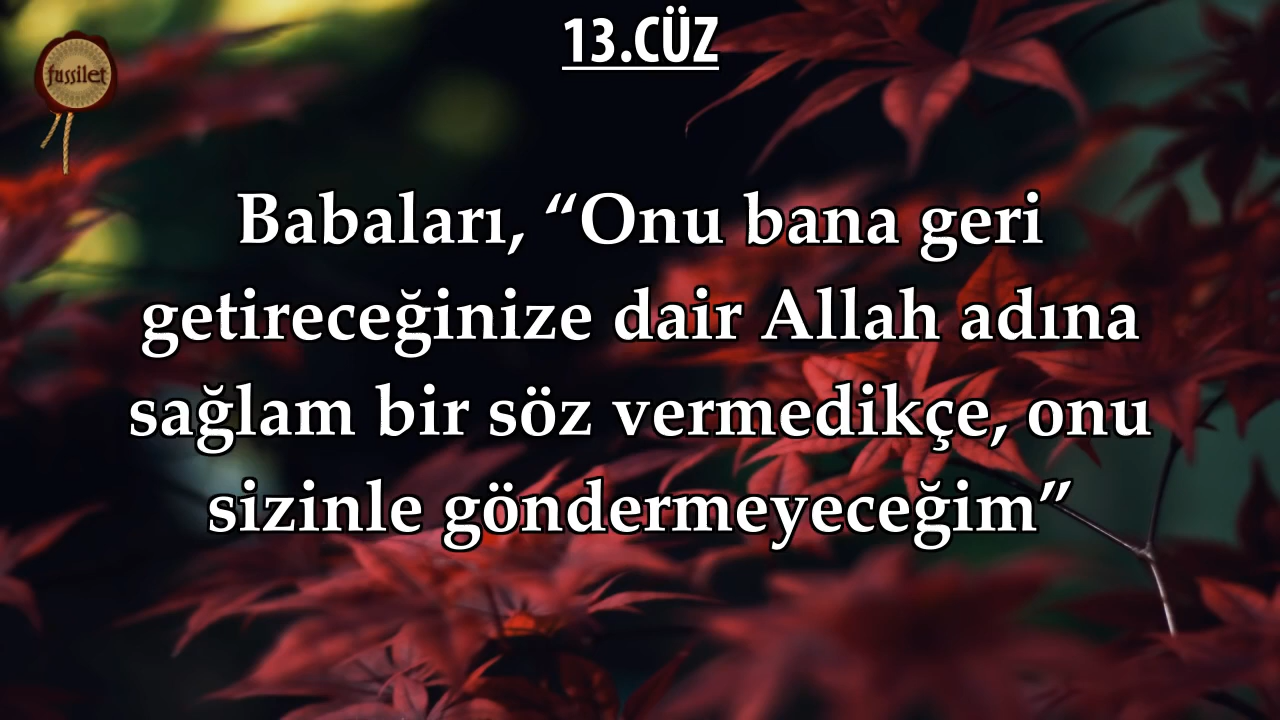 13.CÜZ
fussilet
Babaları, “Onu bana geri
getireceğinize dair Allah adına
sağlam bir söz vermedikçe, onu
sizinle göndermeyeceğim”